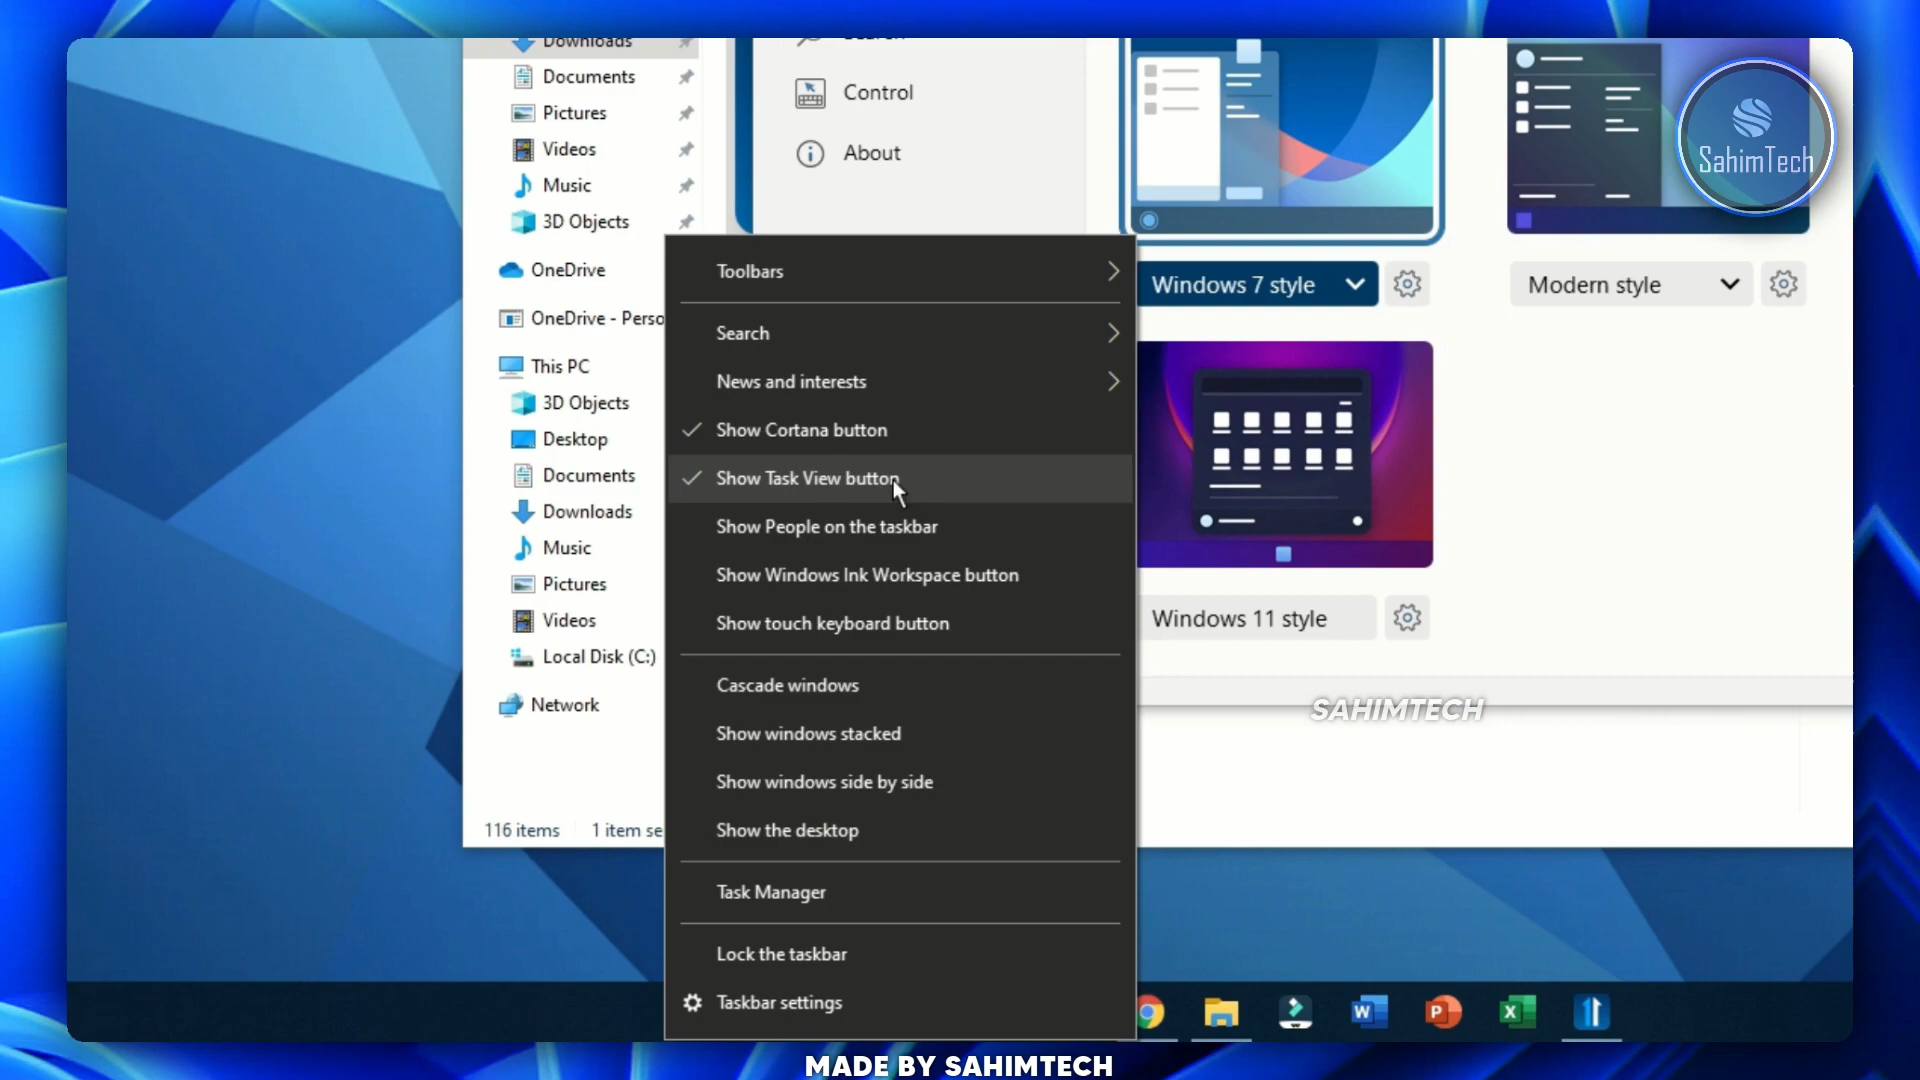 Downloads
Documents
Pictures
Videos
Music
3D Objects
OneDrive
OneDrive - Perso
This PC
3D Objects
Desktop
Documents
Downloads
Music
Pictures
Videos
Local Disk (C:)
Network
116 items
1 item se
Search
Control
About
Toolbars
Search
News and interests
Show Cortana button
Show Task View button
Show People on the taskbar
Show Windows Ink Workspace button
Show touch keyboard button
Cascade windows
Show windows stacked
Show windows side by side
Show the desktop
Task Manager
Lock the taskbar
Taskbar settings
Windows 7 style
Modern style
Windows 11 style
SahimTech
SAHIMTECH
W
P
X
MADE BY SAHIMTECH